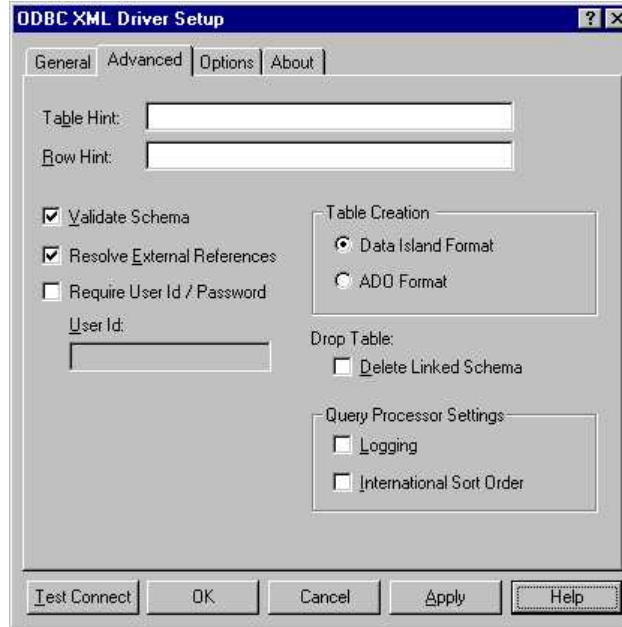 ODBC XML Driver Setup
General Advanced Options About
Table Hint:
Row Hint:
Validate Schema
Resolve External References
Require User Id / Password
User Id:
Table Creation
Data Island Format
ADO Format
Drop Table:
Delete Linked Schema
Query Processor Settings
Logging
International Sort Order
Test Connect OK Cancel Apply Help